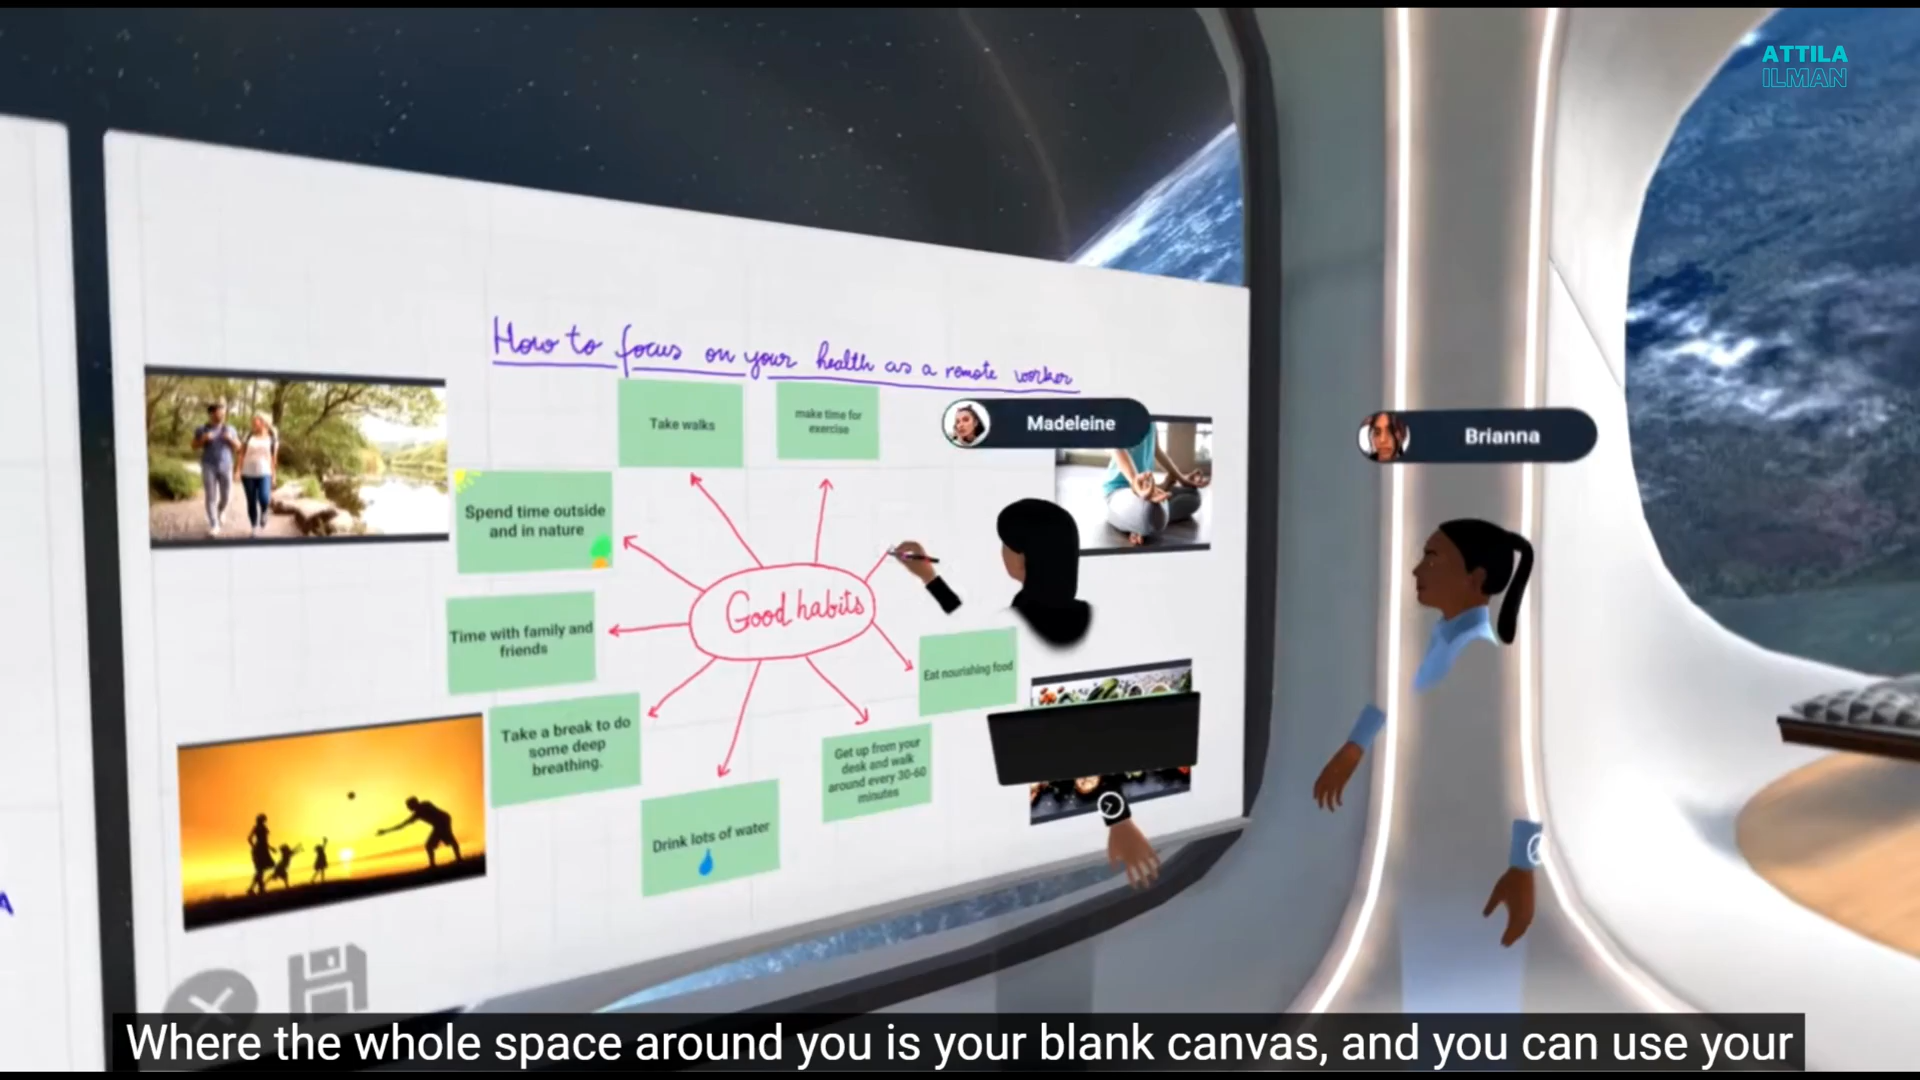 ATTILA
ILMAN
How to focus on your health as a remote worker
Take walks
make time for
exercise
Madeleine
Brianna
Spend time outside
and in nature
Good habits
Time with family and
friends
Eat nourishing food
Take a break to do
some deep
breathing.
Get up from your
desk and walk
around every 30-60
minutes
Drink lots of water
Where the whole space around you is your blank canvas, and you can use your